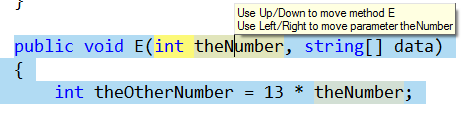 }
Use Up/Down to move method E
Use Left/Right to move parameter theNumber
public void E(int theNumber, string[] data)
{
int theOtherNumber = 13 * theNumber;